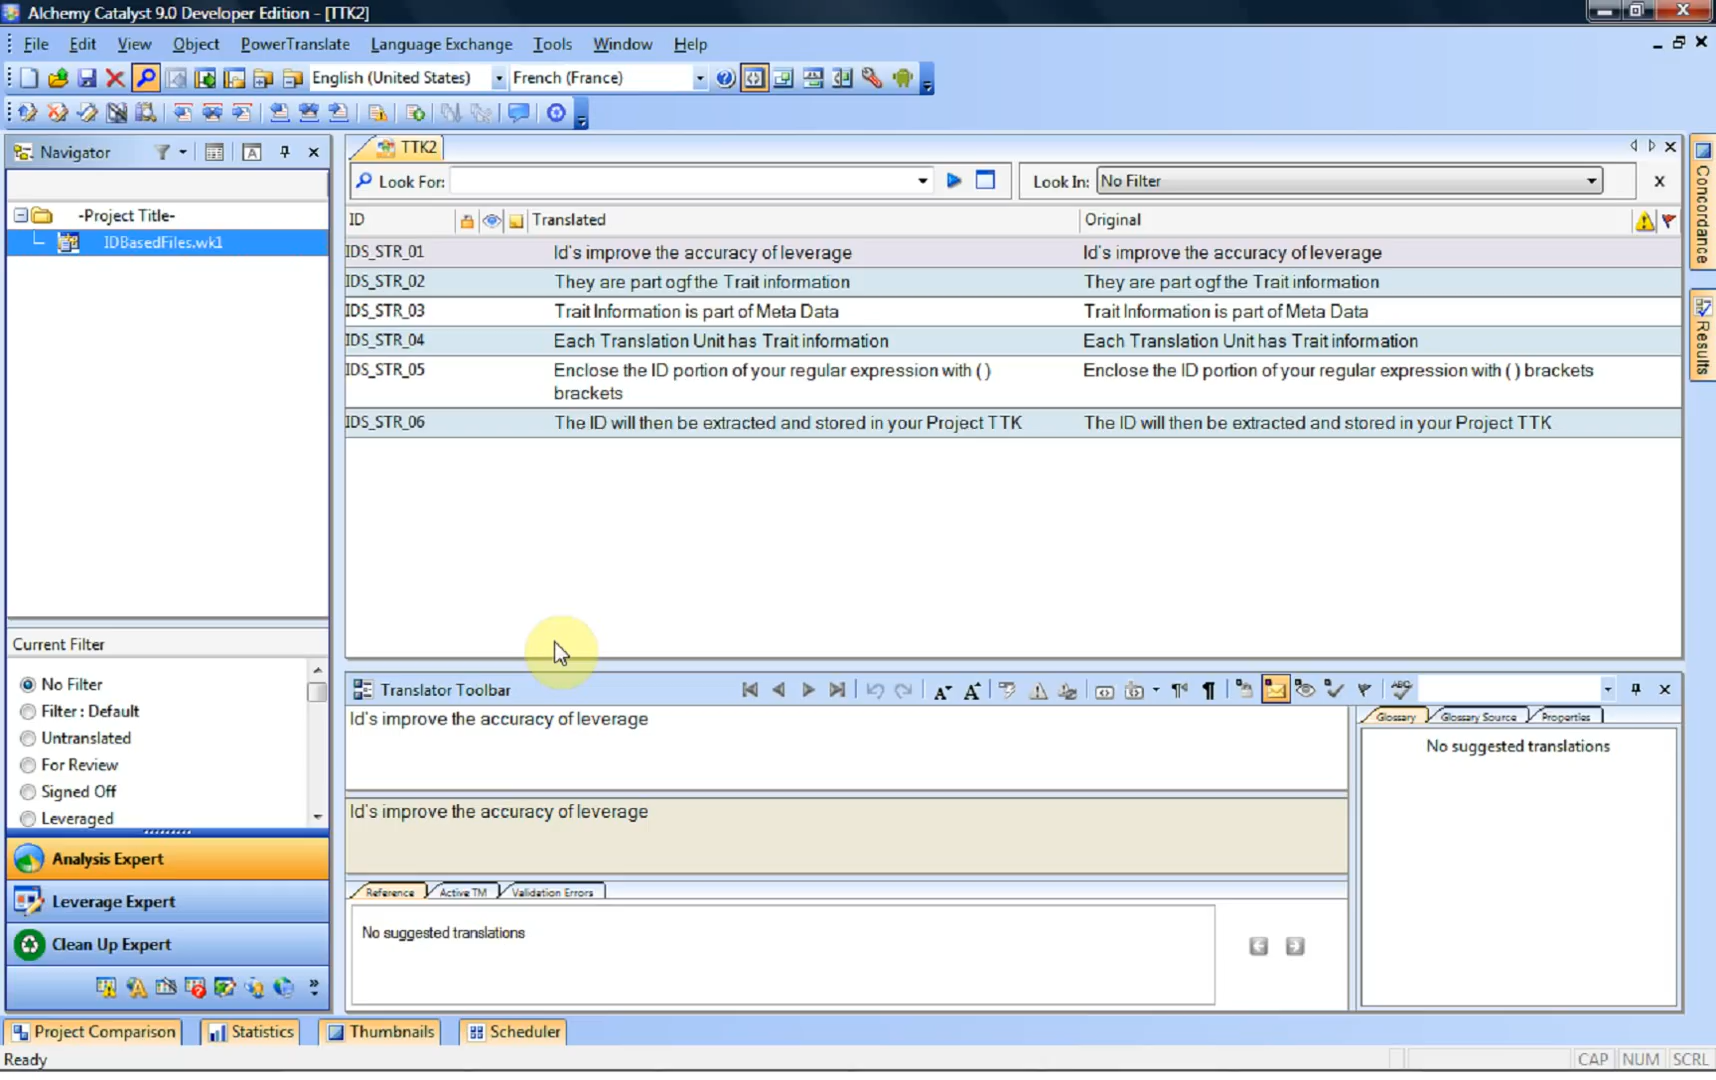 Alchemy Catalyst 9.0 Developer Edition - [TTK2]
File Edit View Object PowerTranslate Language Exchange Tools Window Help
English (United States) French (France)
Navigator
-Project Title-
IDBasedFiles.wk1
TTK2
Look For: Look In: No Filter
ID Translated Original
IDS_STR_01 Id's improve the accuracy of leverage Id's improve the accuracy of leverage
IDS_STR_02 They are part ogf the Trait information They are part ogf the Trait information
IDS_STR_03 Trait Information is part of Meta Data Trait Information is part of Meta Data
IDS_STR_04 Each Translation Unit has Trait information Each Translation Unit has Trait information
IDS_STR_05 Enclose the ID portion of your regular expression with ( ) Enclose the ID portion of your regular expression with ( ) brackets
brackets
IDS_STR_06 The ID will then be extracted and stored in your Project TTK The ID will then be extracted and stored in your Project TTK
Concordance
Results
Current Filter
No Filter
Filter : Default
Untranslated
For Review
Signed Off
Leveraged
Analysis Expert
Leverage Expert
Clean Up Expert
Translator Toolbar
Id's improve the accuracy of leverage
Id's improve the accuracy of leverage
Reference Active TM Validation Errors
No suggested translations
Glossary Glossary Source Properties
No suggested translations
Project Comparison Statistics Thumbnails Scheduler
Ready
CAP NUM SCRL